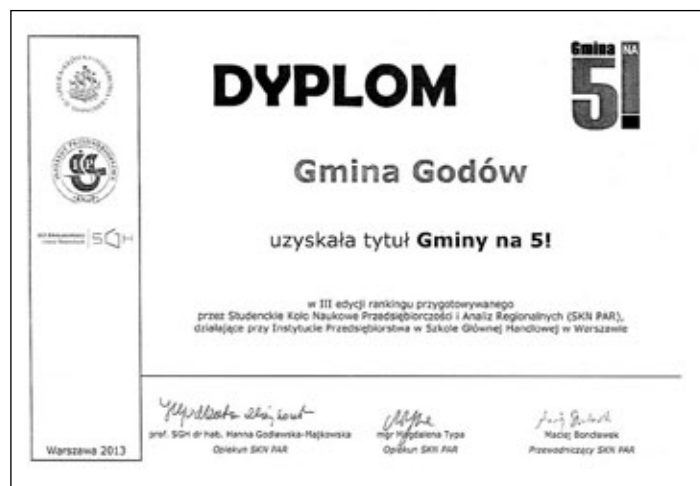 DYPLOM
Gmina NA
5!
Gmina Godów
uzyskała tytuł Gminy na 5!
w III edycji rankingu przygotowywanego
przez Studenckie Koło Naukowe Przedsiębiorczości i Analiz Regionalnych (SKN PAR),
działające przy Instytucie Przedsiębiorstwa w Szkole Głównej Handlowej w Warszawie
SGH
prof. SGH dr hab. Hanna Godlewska-Majkowska
Opiekun SKN PAR
mgr Magdalena Typa
Opiekun SKN PAR
Maciej
Przewodniczący SKN PAR
Warszawa 2013